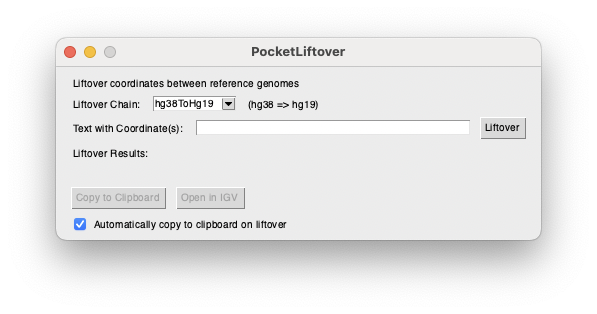 PocketLiftover
Liftover coordinates between reference genomes
Liftover Chain: hg38ToHg19 (hg38 => hg19)
Text with Coordinate(s): Liftover
Liftover Results:
Copy to Clipboard Open in IGV
Automatically copy to clipboard on liftover